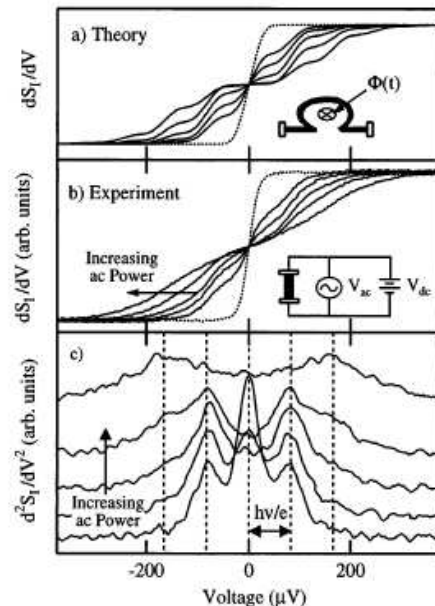 a) Theory
dS_I/dV
Φ(t)
b) Experiment
dS_I/dV (arb. units)
Increasing
ac Power
V_ac
V_dc
c)
d²S_I/dV² (arb. units)
Increasing
ac Power
hν/e
-200 0 200
Voltage (μV)